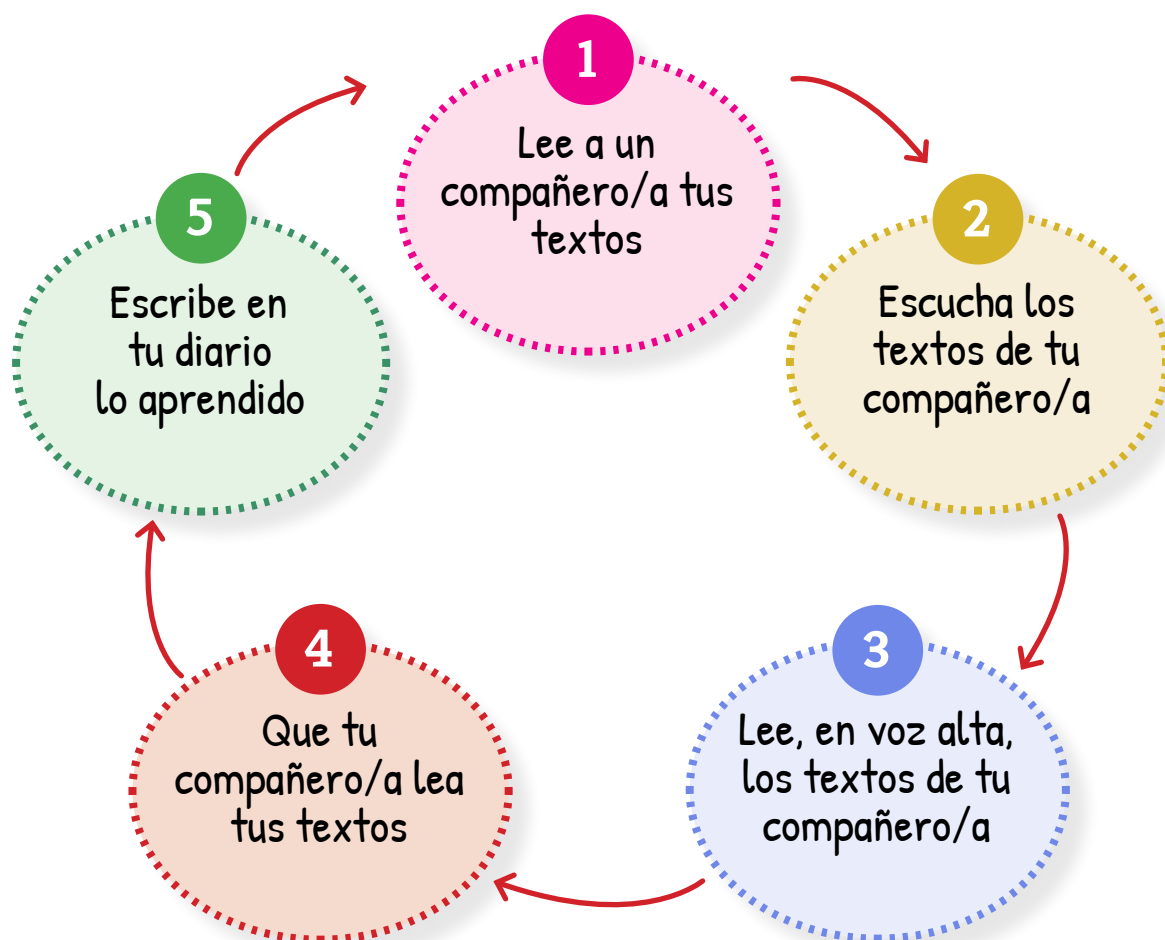 1
Lee a un
compañero/a tus
textos
2
Escucha los
textos de tu
compañero/a
3
Lee, en voz alta,
los textos de tu
compañero/a
4
Que tu
compañero/a lea
tus textos
5
Escribe en
tu diario
lo aprendido